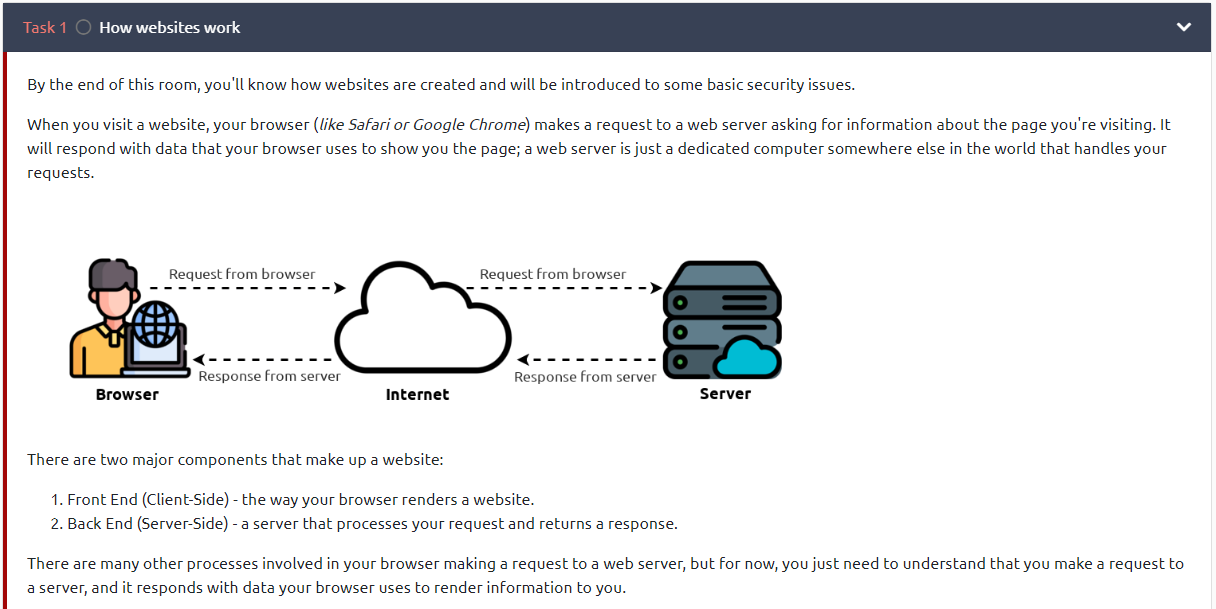 Task 1 How websites work
By the end of this room, you'll know how websites are created and will be introduced to some basic security issues.
When you visit a website, your browser (like Safari or Google Chrome) makes a request to a web server asking for information about the page you're visiting. It
will respond with data that your browser uses to show you the page; a web server is just a dedicated computer somewhere else in the world that handles your
requests.
Request from browser
Request from browser
Response from server
Response from server
Browser
Internet
Server
There are two major components that make up a website:
1. Front End (Client-Side) - the way your browser renders a website.
2. Back End (Server-Side) - a server that processes your request and returns a response.
There are many other processes involved in your browser making a request to a web server, but for now, you just need to understand that you make a request to
a server, and it responds with data your browser uses to render information to you.